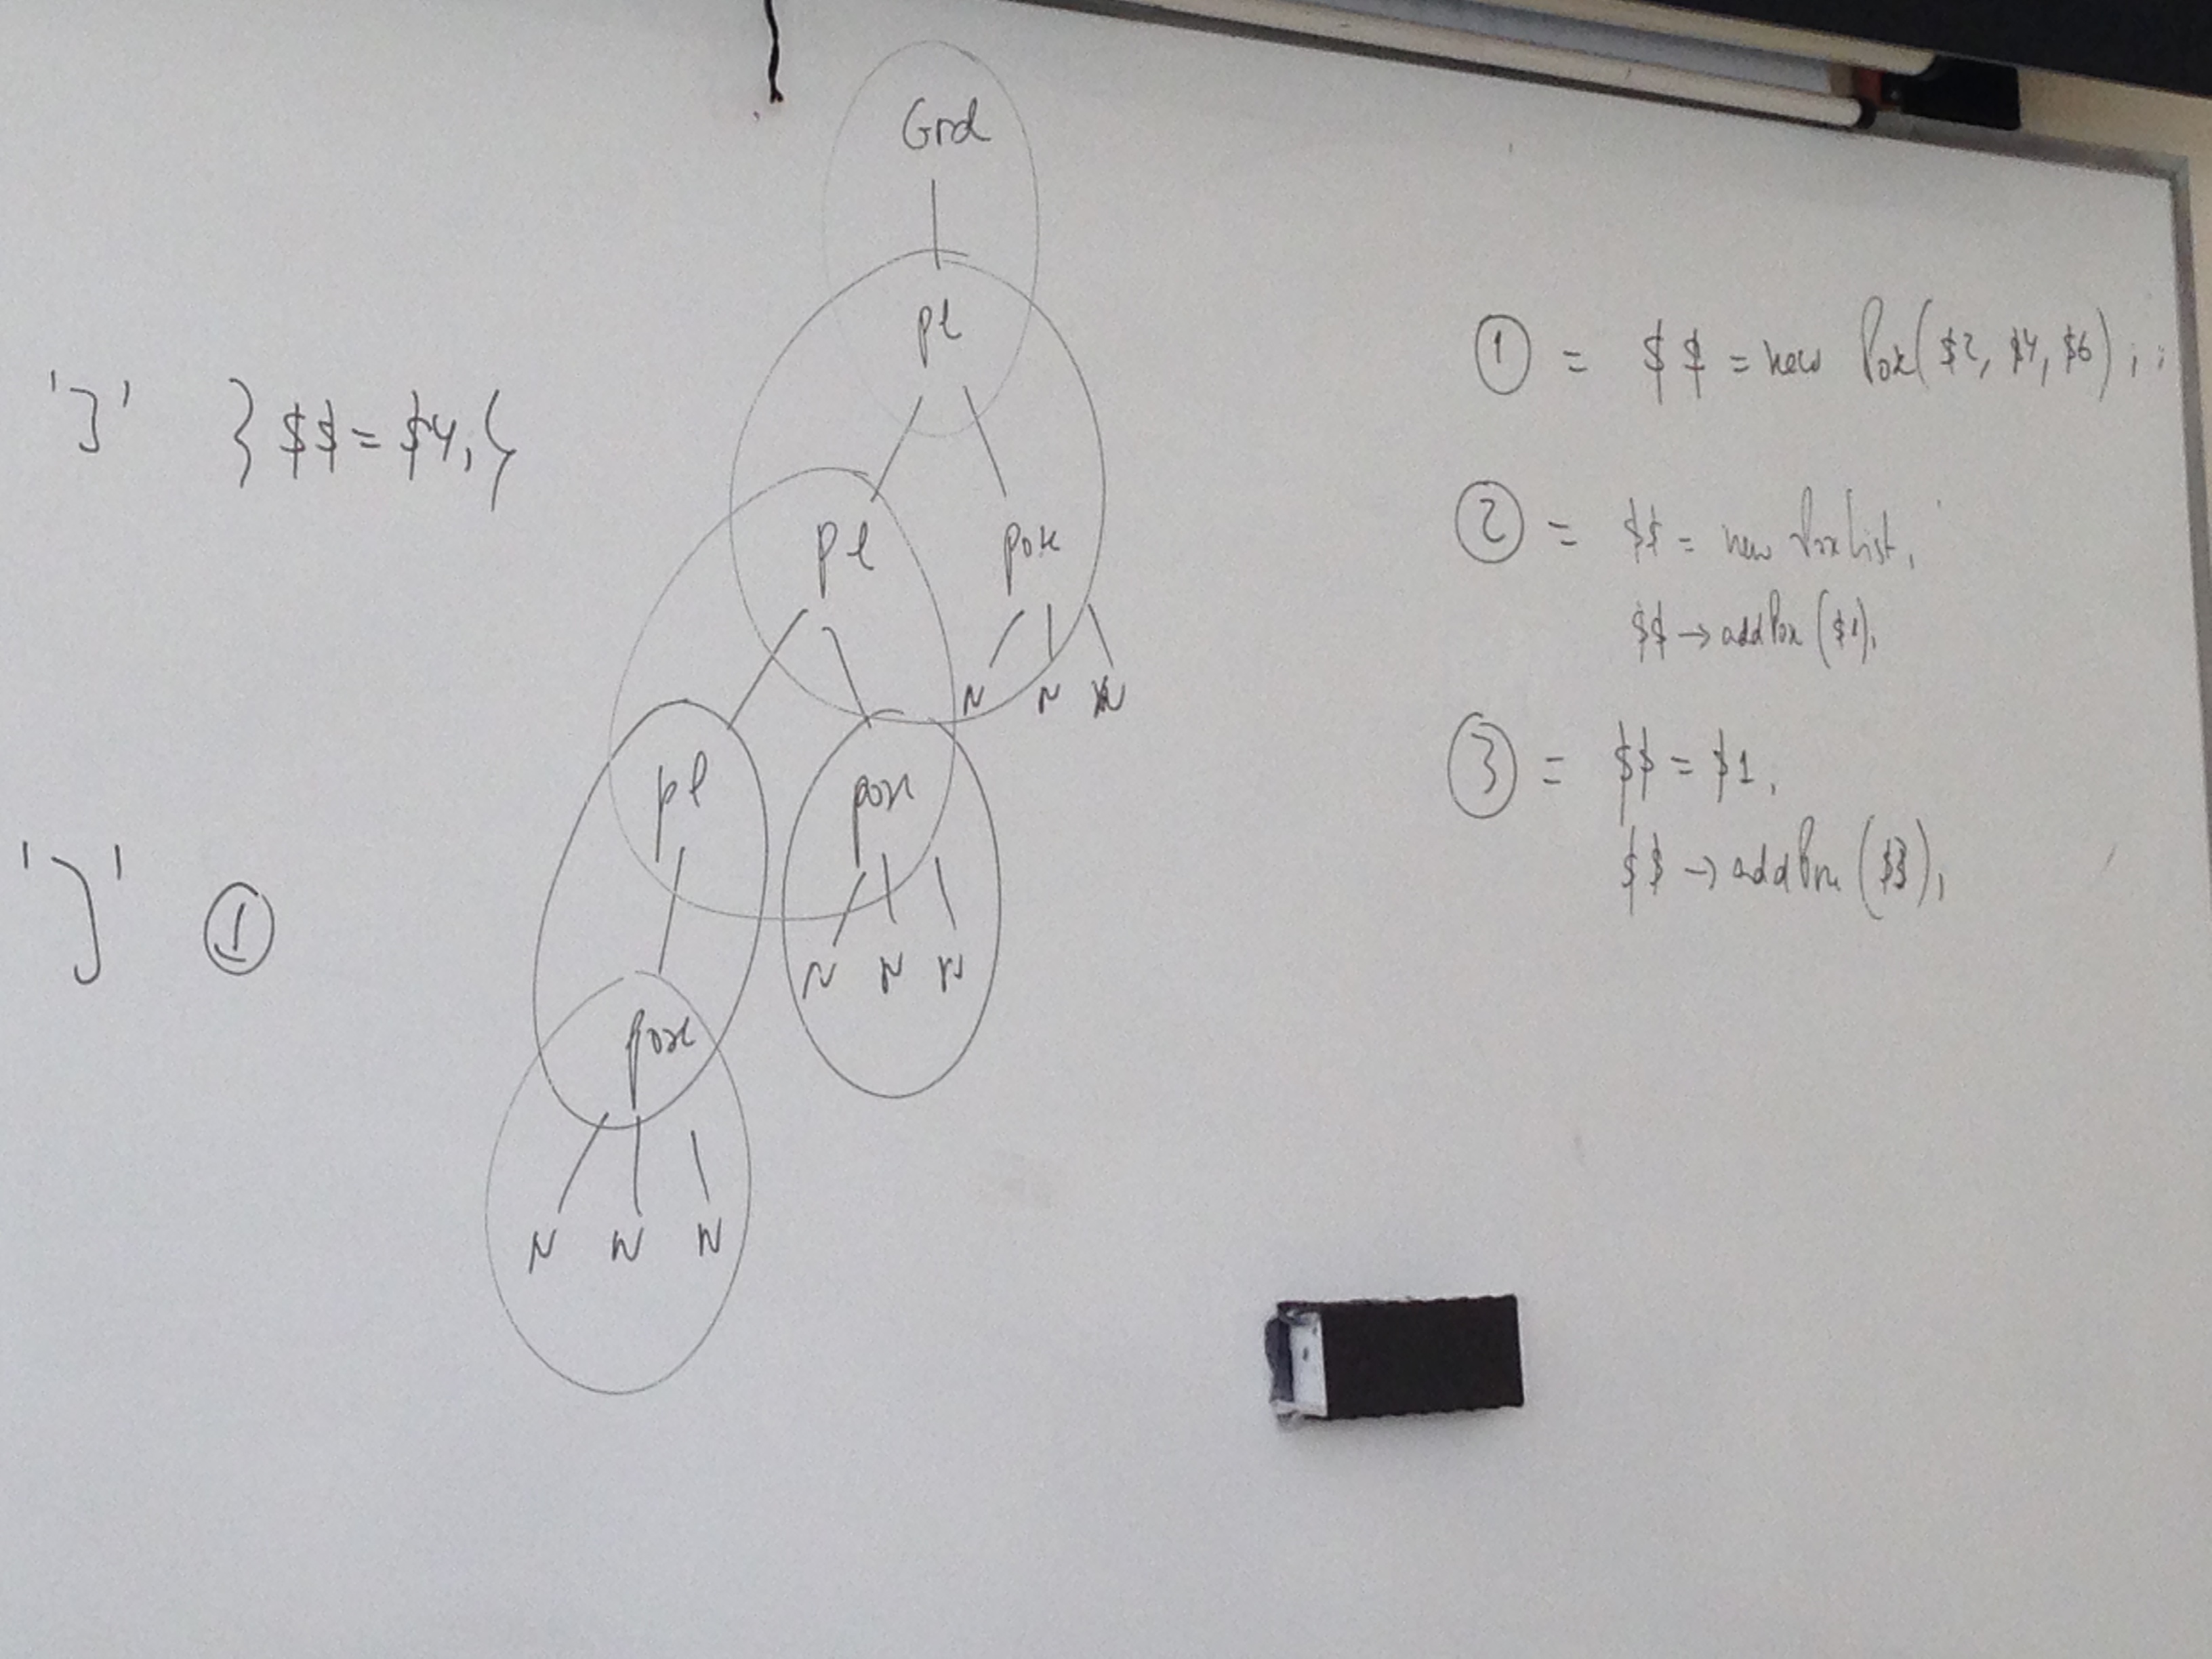 Grd
pl
']' } $$ = $4; {
pl pox
N N N
pl pox
N N N
pox
N N N
']' ①
① = $$ = new Pox($2, $4, $6);
② = $$ = new Poxlist;
$$ → addPox($1);
③ = $$ = $1;
$$ → addPox($3);